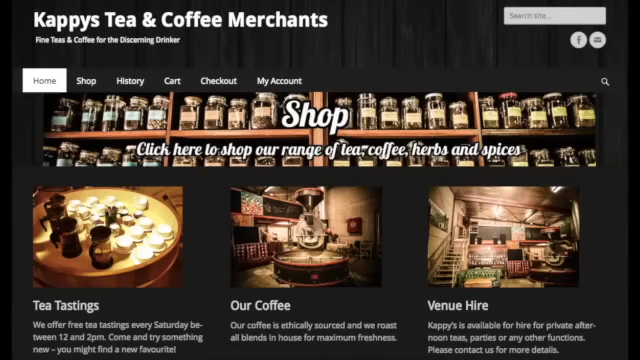 Kappys Tea & Coffee Merchants
Fine Teas & Coffee for the Discerning Drinker
Search site...
Home Shop History Cart Checkout My Account
Shop
Click here to shop our range of tea, coffee, herbs and spices
Tea Tastings
We offer free tea tastings every Saturday be-
tween 12 and 2pm. Come and try something
new – you might find a new favourite!
Our Coffee
Our coffee is ethically sourced and we roast
all blends in house for maximum freshness.
Venue Hire
Kappy's is available for hire for private after-
noon teas, parties or any other functions.
Please contact us for more details.